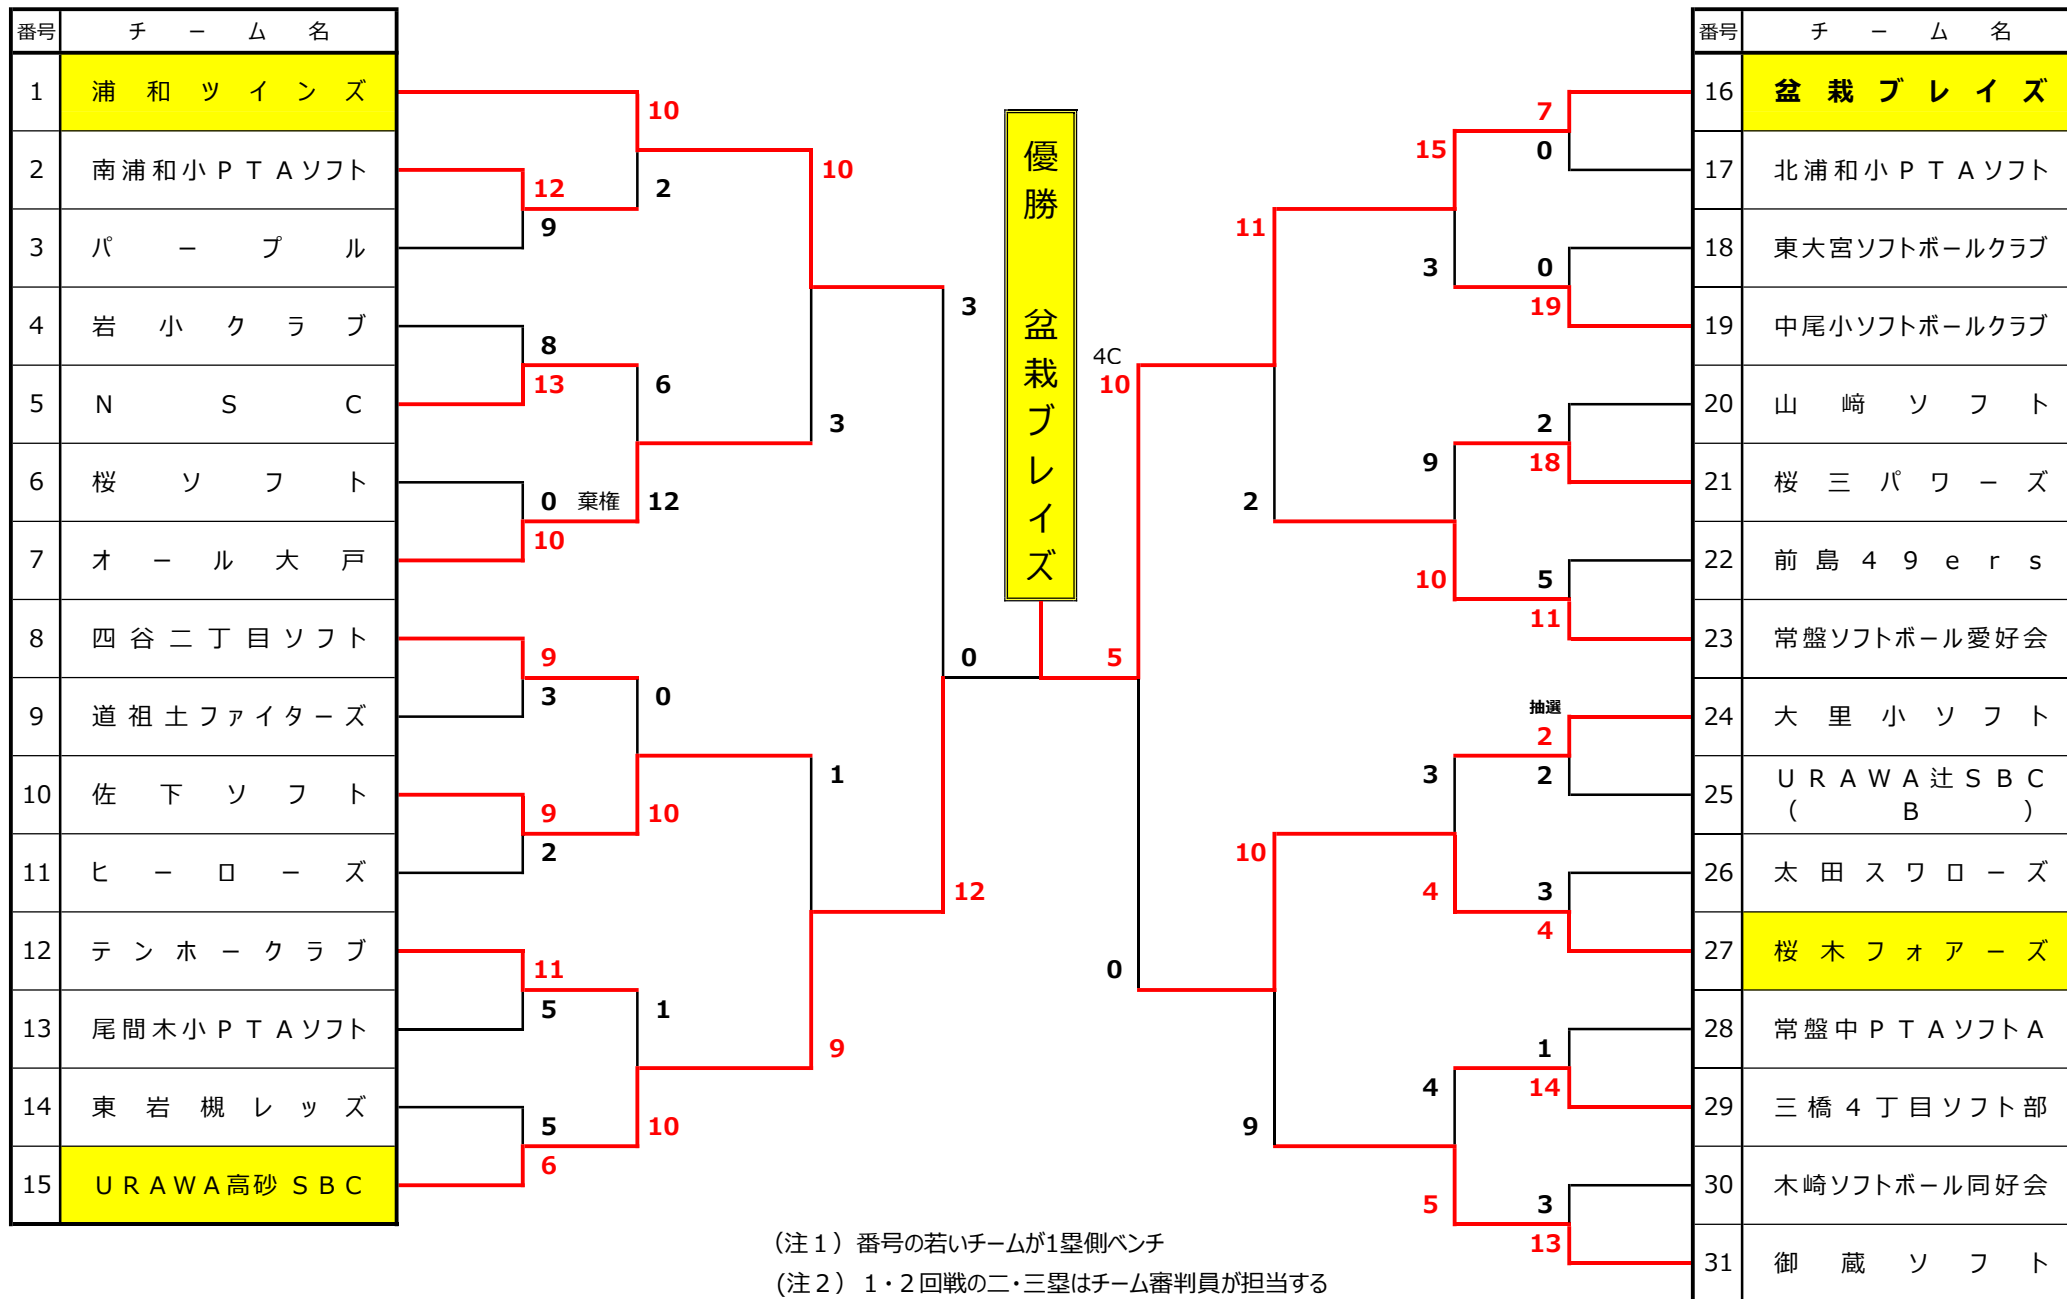 番号 チーム名
1 浦和ツインズ
2 南浦和小ＰＴＡソフト
3 パープル
4 岩小クラブ
5 ＮＳＣ
6 桜ソフト
7 オール大戸
8 四谷二丁目ソフト
9 道祖土ファイターズ
10 佐下ソフト
11 ヒーローズ
12 テンホークラブ
13 尾間木小ＰＴＡソフト
14 東岩槻レッズ
15 ＵＲＡＷＡ高砂ＳＢＣ
12
9
8
13
0 棄権
10
9
3
9
2
11
5
5
6
10
2
6
12
0
10
1
10
10
3
1
9
3
12
0
優勝 盆栽ブレイズ
5
4C
10
0
11
2
10
9
15
3
9
10
3
4
4
5
7
0
0
19
2
18
5
11
抽選
2
2
3
4
1
14
3
13
番号 チーム名
16 盆栽ブレイズ
17 北浦和小ＰＴＡソフト
18 東大宮ソフトボールクラブ
19 中尾小ソフトボールクラブ
20 山﨑ソフト
21 桜三パワーズ
22 前島４９ｅｒｓ
23 常盤ソフトボール愛好会
24 大里小ソフト
25 ＵＲＡＷＡ辻ＳＢＣ
（Ｂ）
26 太田スワローズ
27 桜木フォアーズ
28 常盤中ＰＴＡソフトＡ
29 三橋４丁目ソフト部
30 木崎ソフトボール同好会
31 御蔵ソフト
（注１）番号の若いチームが1塁側ベンチ
(注２） １・２回戦の二・三塁はチーム審判員が担当する